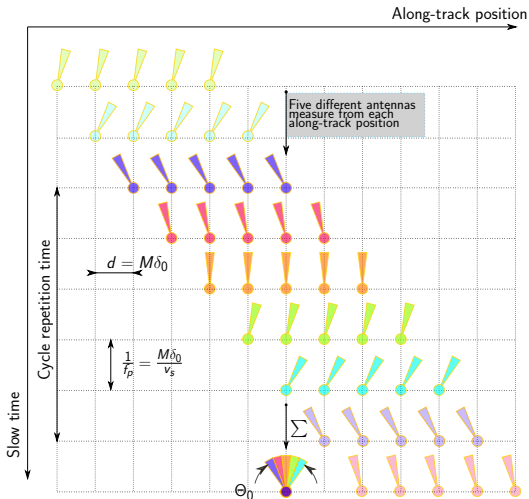 Along-track position
Five different antennas
measure from each
along-track position
d = Mδ₀
Cycle repetition time
1/fₚ = Mδ₀/vₛ
Slow time
∑
Θ₀